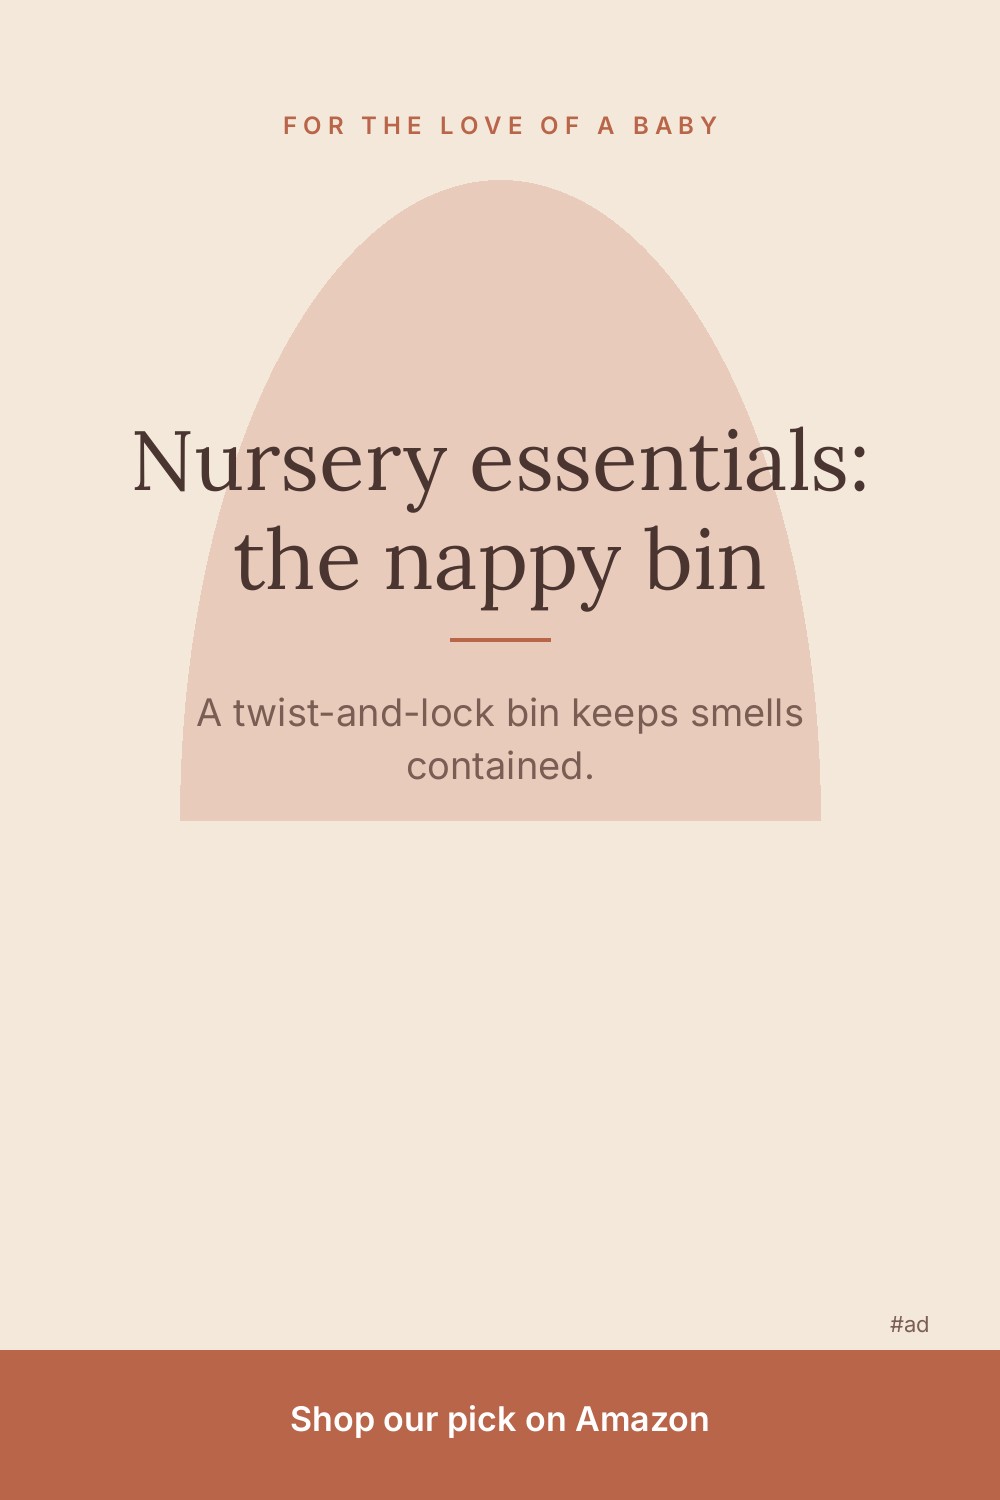 FOR THE LOVE OF A BABY
Nursery essentials:
the nappy bin
A twist-and-lock bin keeps smells
contained.
#ad
Shop our pick on Amazon